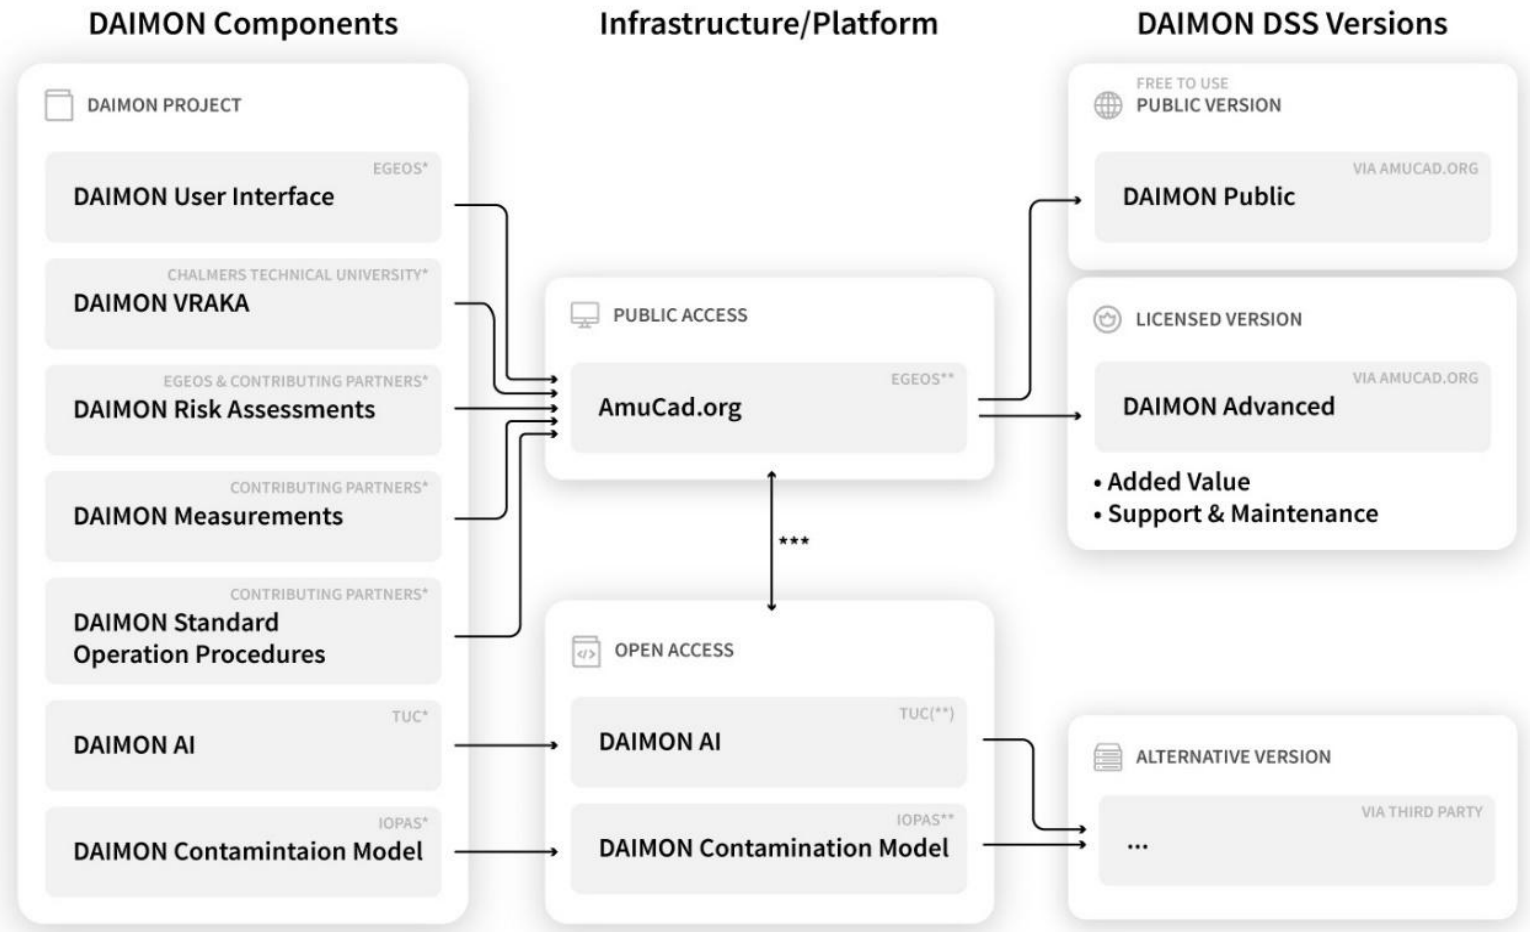 DAIMON Components
Infrastructure/Platform
DAIMON DSS Versions
DAIMON PROJECT
EGEOS*
DAIMON User Interface
CHALMERS TECHNICAL UNIVERSITY*
DAIMON VRAKA
EGEOS & CONTRIBUTING PARTNERS*
DAIMON Risk Assessments
CONTRIBUTING PARTNERS*
DAIMON Measurements
CONTRIBUTING PARTNERS*
DAIMON Standard
Operation Procedures
TUC*
DAIMON AI
IOPAS*
DAIMON Contamintaion Model
PUBLIC ACCESS
EGEOS**
AmuCad.org
***
OPEN ACCESS
</>
TUC(**)
DAIMON AI
IOPAS**
DAIMON Contamination Model
FREE TO USE
PUBLIC VERSION
VIA AMUCAD.ORG
DAIMON Public
LICENSED VERSION
VIA AMUCAD.ORG
DAIMON Advanced
• Added Value
• Support & Maintenance
ALTERNATIVE VERSION
VIA THIRD PARTY
...